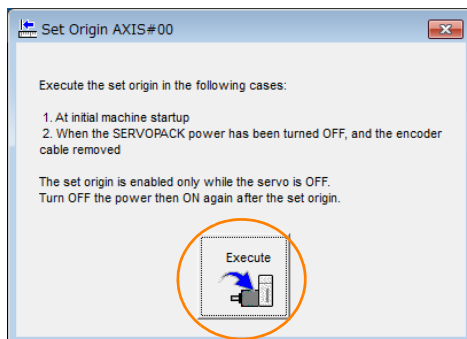 Set Origin AXIS#00
Execute the set origin in the following cases:
1. At initial machine startup
2. When the SERVOPACK power has been turned OFF, and the encoder
cable removed
The set origin is enabled only while the servo is OFF.
Turn OFF the power then ON again after the set origin.
Execute